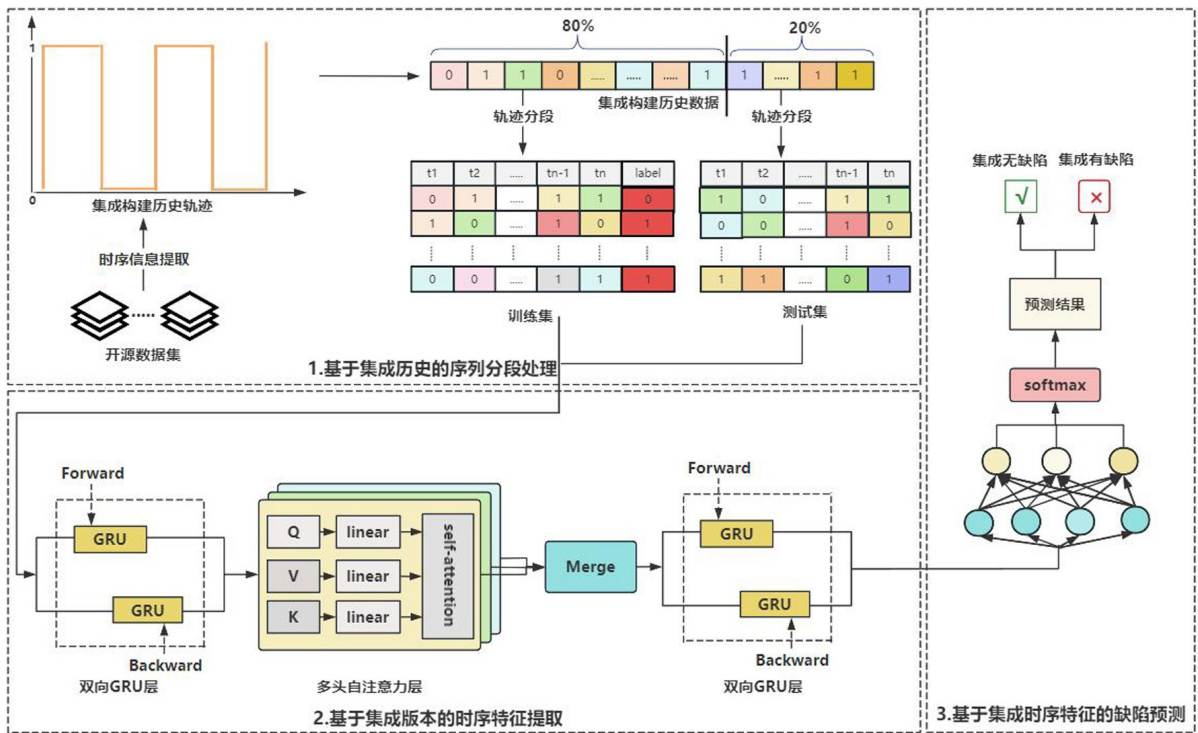 1
0
集成构建历史轨迹
时序信息提取
.....
开源数据集
80%
20%
0 1 1 0 ..... ..... ..... 1 1 ..... 1 1
集成构建历史数据
轨迹分段
轨迹分段
t1 t2 ..... tn-1 tn label
0 1 ..... 1 1 0
1 0 ..... 1 0 1
0 0 ..... 1 1 1
训练集
t1 t2 ..... tn-1 tn
1 0 ..... 1 1
0 0 ..... 1 0
1 1 ..... 0 1
测试集
1.基于集成历史的序列分段处理
Forward
GRU
GRU
Backward
双向GRU层
Q linear
V linear
K linear
self-attention
多头自注意力层
Merge
Forward
GRU
GRU
Backward
双向GRU层
2.基于集成版本的时序特征提取
集成无缺陷
集成有缺陷
√
×
预测结果
softmax
3.基于集成时序特征的缺陷预测